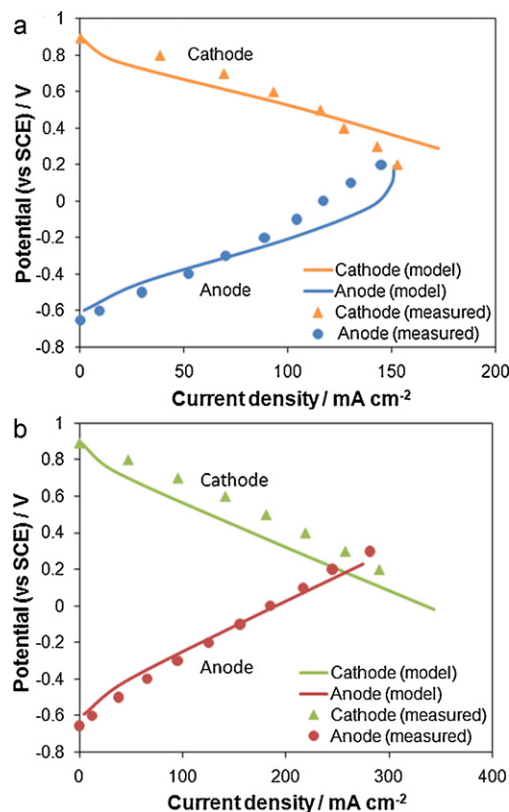 a
1
0.8
0.6
0.4
0.2
0
-0.2
-0.4
-0.6
-0.8
Potential (vs SCE) / V
Cathode
Anode
Cathode (model)
Anode (model)
Cathode (measured)
Anode (measured)
0
50
100
150
200
Current density / mA cm-2
b
1
0.8
0.6
0.4
0.2
0
-0.2
-0.4
-0.6
-0.8
Potential (vs SCE) / V
Cathode
Anode
Cathode (model)
Anode (model)
Cathode (measured)
Anode (measured)
0
100
200
300
400
Current density / mA cm-2